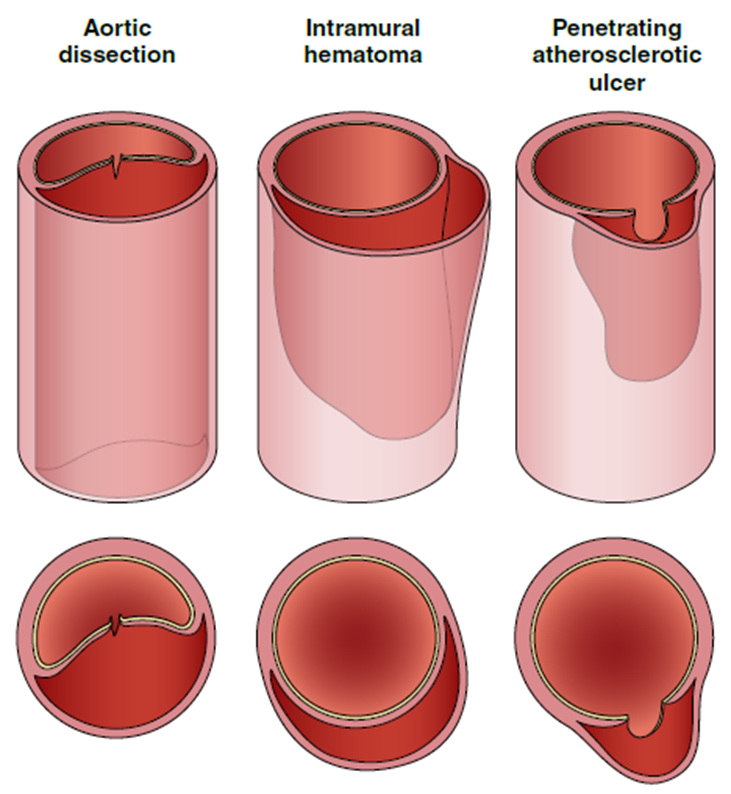 Aortic
dissection
Intramural
hematoma
Penetrating
atherosclerotic
ulcer